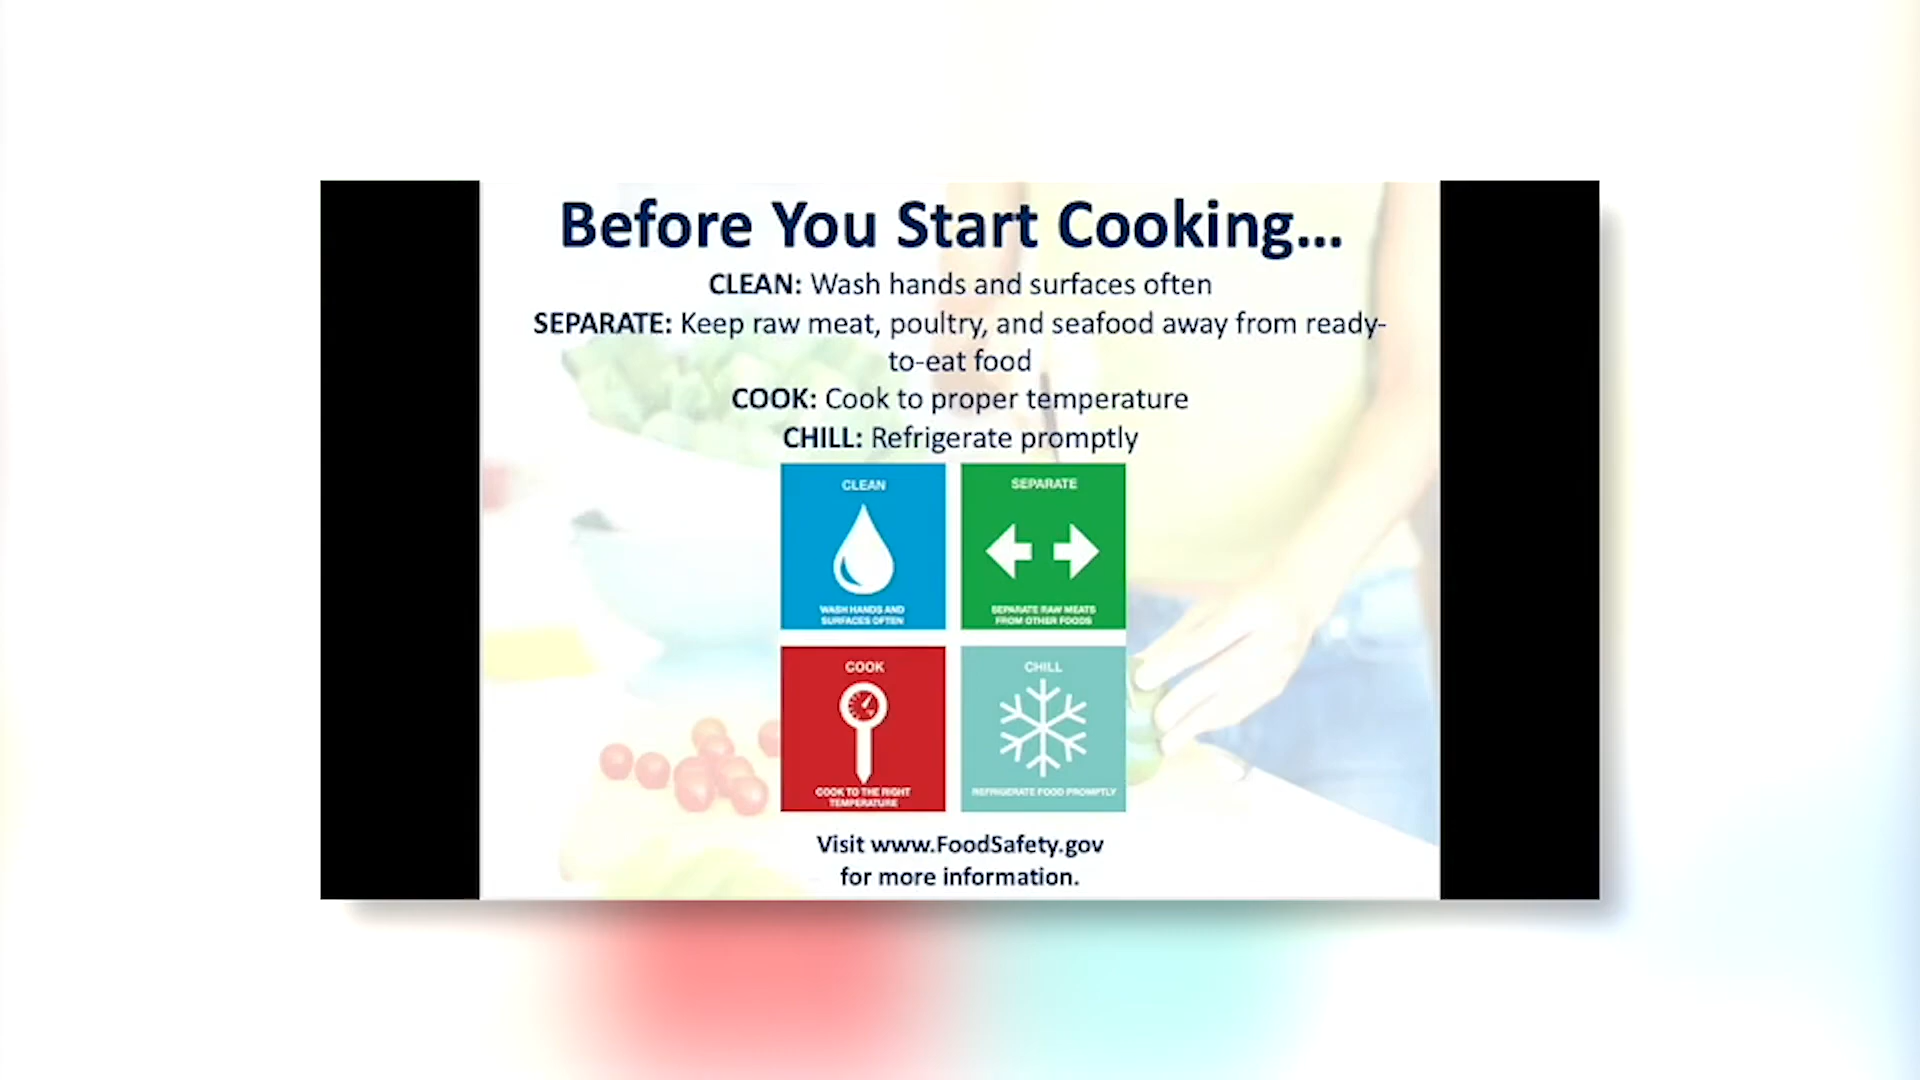 Before You Start Cooking...
CLEAN: Wash hands and surfaces often
SEPARATE: Keep raw meat, poultry, and seafood away from ready-
to-eat food
COOK: Cook to proper temperature
CHILL: Refrigerate promptly
CLEAN
WASH HANDS AND
SURFACES OFTEN
SEPARATE
SEPARATE RAW MEATS
FROM OTHER FOODS
COOK
COOK TO THE RIGHT
TEMPERATURE
CHILL
REFRIGERATE FOOD PROMPTLY
Visit www.FoodSafety.gov
for more information.